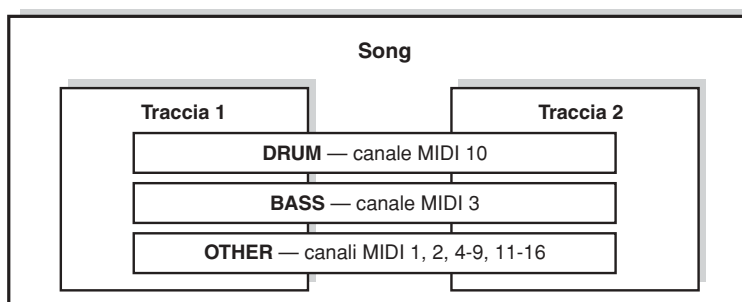 Song
Traccia 1
Traccia 2
DRUM — canale MIDI 10
BASS — canale MIDI 3
OTHER — canali MIDI 1, 2, 4-9, 11-16